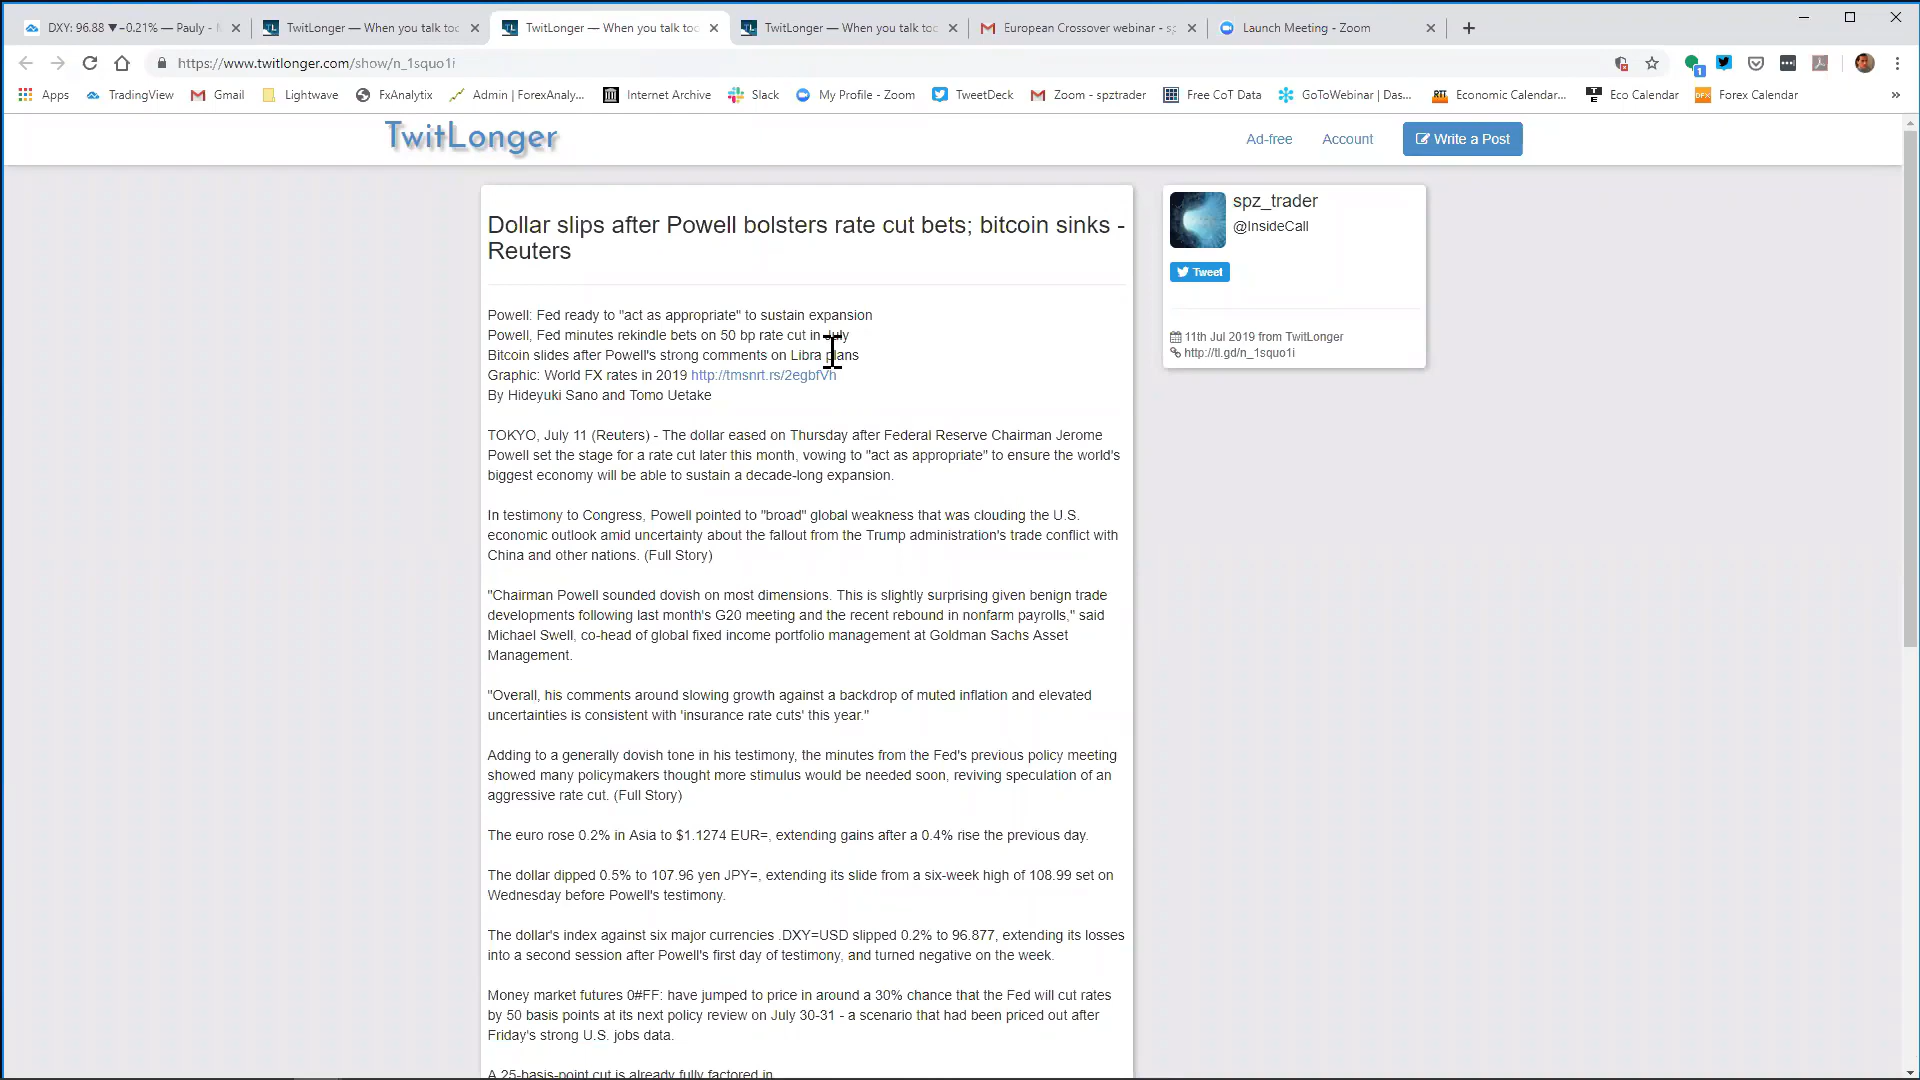 DXY: 96.88 ▼−0.21% — Pauly -
TwitLonger — When you talk too
TwitLonger — When you talk too
TwitLonger — When you talk too
European Crossover webinar - sp
Launch Meeting - Zoom
https://www.twitlonger.com/show/n_1squo1i
Apps
TradingView
Gmail
Lightwave
FxAnalytix
Admin | ForexAnaly...
Internet Archive
Slack
My Profile - Zoom
TweetDeck
Zoom - spztrader
Free CoT Data
GoToWebinar | Das...
Economic Calendar...
Eco Calendar
Forex Calendar
»
TwitLonger
Ad-free
Account
Write a Post
Dollar slips after Powell bolsters rate cut bets; bitcoin sinks -
Reuters
Powell: Fed ready to "act as appropriate" to sustain expansion
Powell, Fed minutes rekindle bets on 50 bp rate cut in July
Bitcoin slides after Powell's strong comments on Libra plans
Graphic: World FX rates in 2019 http://tmsnrt.rs/2egbfVh
By Hideyuki Sano and Tomo Uetake
TOKYO, July 11 (Reuters) - The dollar eased on Thursday after Federal Reserve Chairman Jerome
Powell set the stage for a rate cut later this month, vowing to "act as appropriate" to ensure the world's
biggest economy will be able to sustain a decade-long expansion.
In testimony to Congress, Powell pointed to "broad" global weakness that was clouding the U.S.
economic outlook amid uncertainty about the fallout from the Trump administration's trade conflict with
China and other nations. (Full Story)
"Chairman Powell sounded dovish on most dimensions. This is slightly surprising given benign trade
developments following last month's G20 meeting and the recent rebound in nonfarm payrolls," said
Michael Swell, co-head of global fixed income portfolio management at Goldman Sachs Asset
Management.
"Overall, his comments around slowing growth against a backdrop of muted inflation and elevated
uncertainties is consistent with 'insurance rate cuts' this year."
Adding to a generally dovish tone in his testimony, the minutes from the Fed's previous policy meeting
showed many policymakers thought more stimulus would be needed soon, reviving speculation of an
aggressive rate cut. (Full Story)
The euro rose 0.2% in Asia to $1.1274 EUR=, extending gains after a 0.4% rise the previous day.
The dollar dipped 0.5% to 107.96 yen JPY=, extending its slide from a six-week high of 108.99 set on
Wednesday before Powell's testimony.
The dollar's index against six major currencies .DXY=USD slipped 0.2% to 96.877, extending its losses
into a second session after Powell's first day of testimony, and turned negative on the week.
Money market futures 0#FF: have jumped to price in around a 30% chance that the Fed will cut rates
by 50 basis points at its next policy review on July 30-31 - a scenario that had been priced out after
Friday's strong U.S. jobs data.
A 25-basis-point cut is already fully factored in.
spz_trader
@InsideCall
Tweet
11th Jul 2019 from TwitLonger
http://tl.gd/n_1squo1i